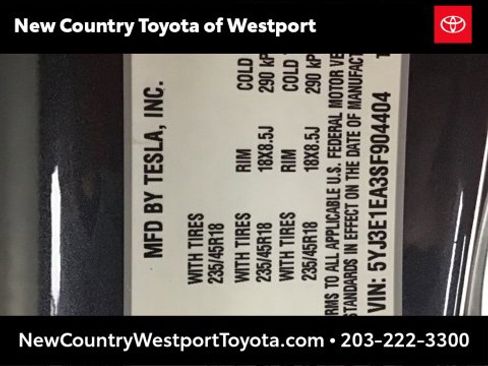 New Country Toyota of Westport
MFD BY TESLA, INC.
WITH TIRES RIM COLD
235/45R18 18X8.5J 290 kP
WITH TIRES RIM COLD
235/45R18 18X8.5J 290 kP
RMS TO ALL APPLICABLE U.S. FEDERAL MOTOR VE
STANDARDS IN EFFECT ON THE DATE OF MANUFACT
VIN: 5YJ3E1EA3SF904404
NewCountryWestportToyota.com • 203-222-3300